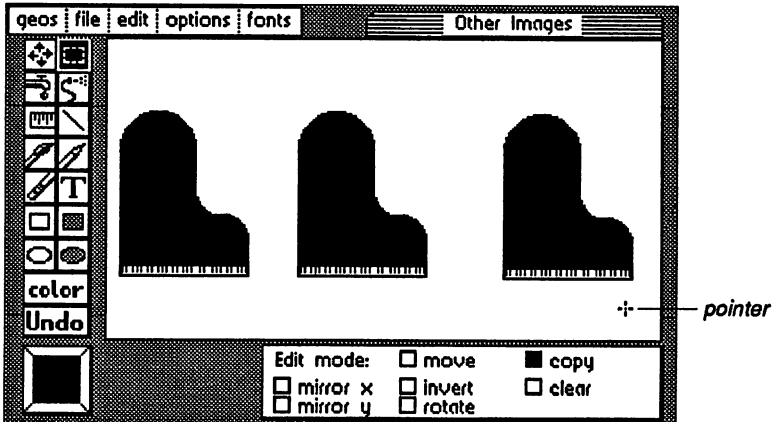 geos file edit options fonts
Other Images
T
color
Undo
pointer
Edit mode: move copy
mirror x invert clear
mirror y rotate